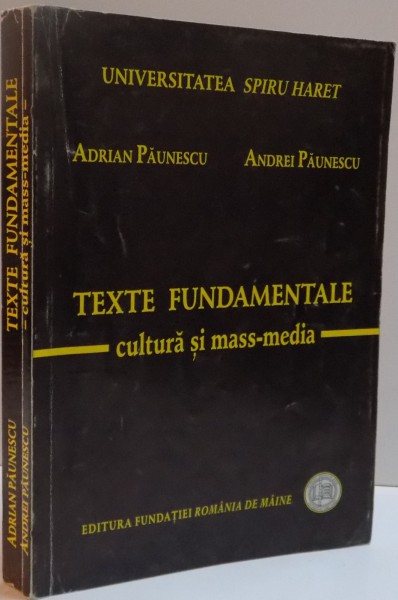 UNIVERSITATEA SPIRU HARET
ADRIAN PĂUNESCU ANDREI PĂUNESCU
TEXTE FUNDAMENTALE
cultură și mass-media
EDITURA FUNDAȚIEI ROMÂNIA DE MÂINE
TEXTE FUNDAMENTALE
– cultură și mass-media –
ADRIAN PĂUNESCU
ANDREI PĂUNESCU